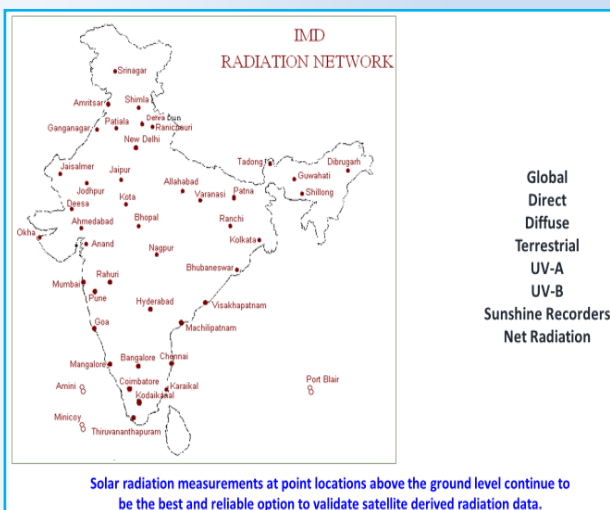 IMD
RADIATION NETWORK
Srinagar
Amritsar
Shimla
Patiala
Dehra Dun
Ganganagar
Ranichauri
New Delhi
Tadong
Dibrugarh
Jaisalmer
Jaipur
Guwahati
Allahabad
Jodhpur
Varanasi
Patna
Shillong
Deesa
Kota
Ahmedabad
Bhopal
Ranchi
Okha
Anand
Kolkata
Nagpur
Bhubaneswar
Mumbai
Rahuri
Pune
Hyderabad
Visakhapatnam
Goa
Machilipatnam
Mangalore
Bangalore
Chennai
Port Blair
Amini
Coimbatore
Karaikal
Kodaikanal
Minicoy
Thiruvananthapuram
Global
Direct
Diffuse
Terrestrial
UV-A
UV-B
Sunshine Recorders
Net Radiation
Solar radiation measurements at point locations above the ground level continue to
be the best and reliable option to validate satellite derived radiation data.